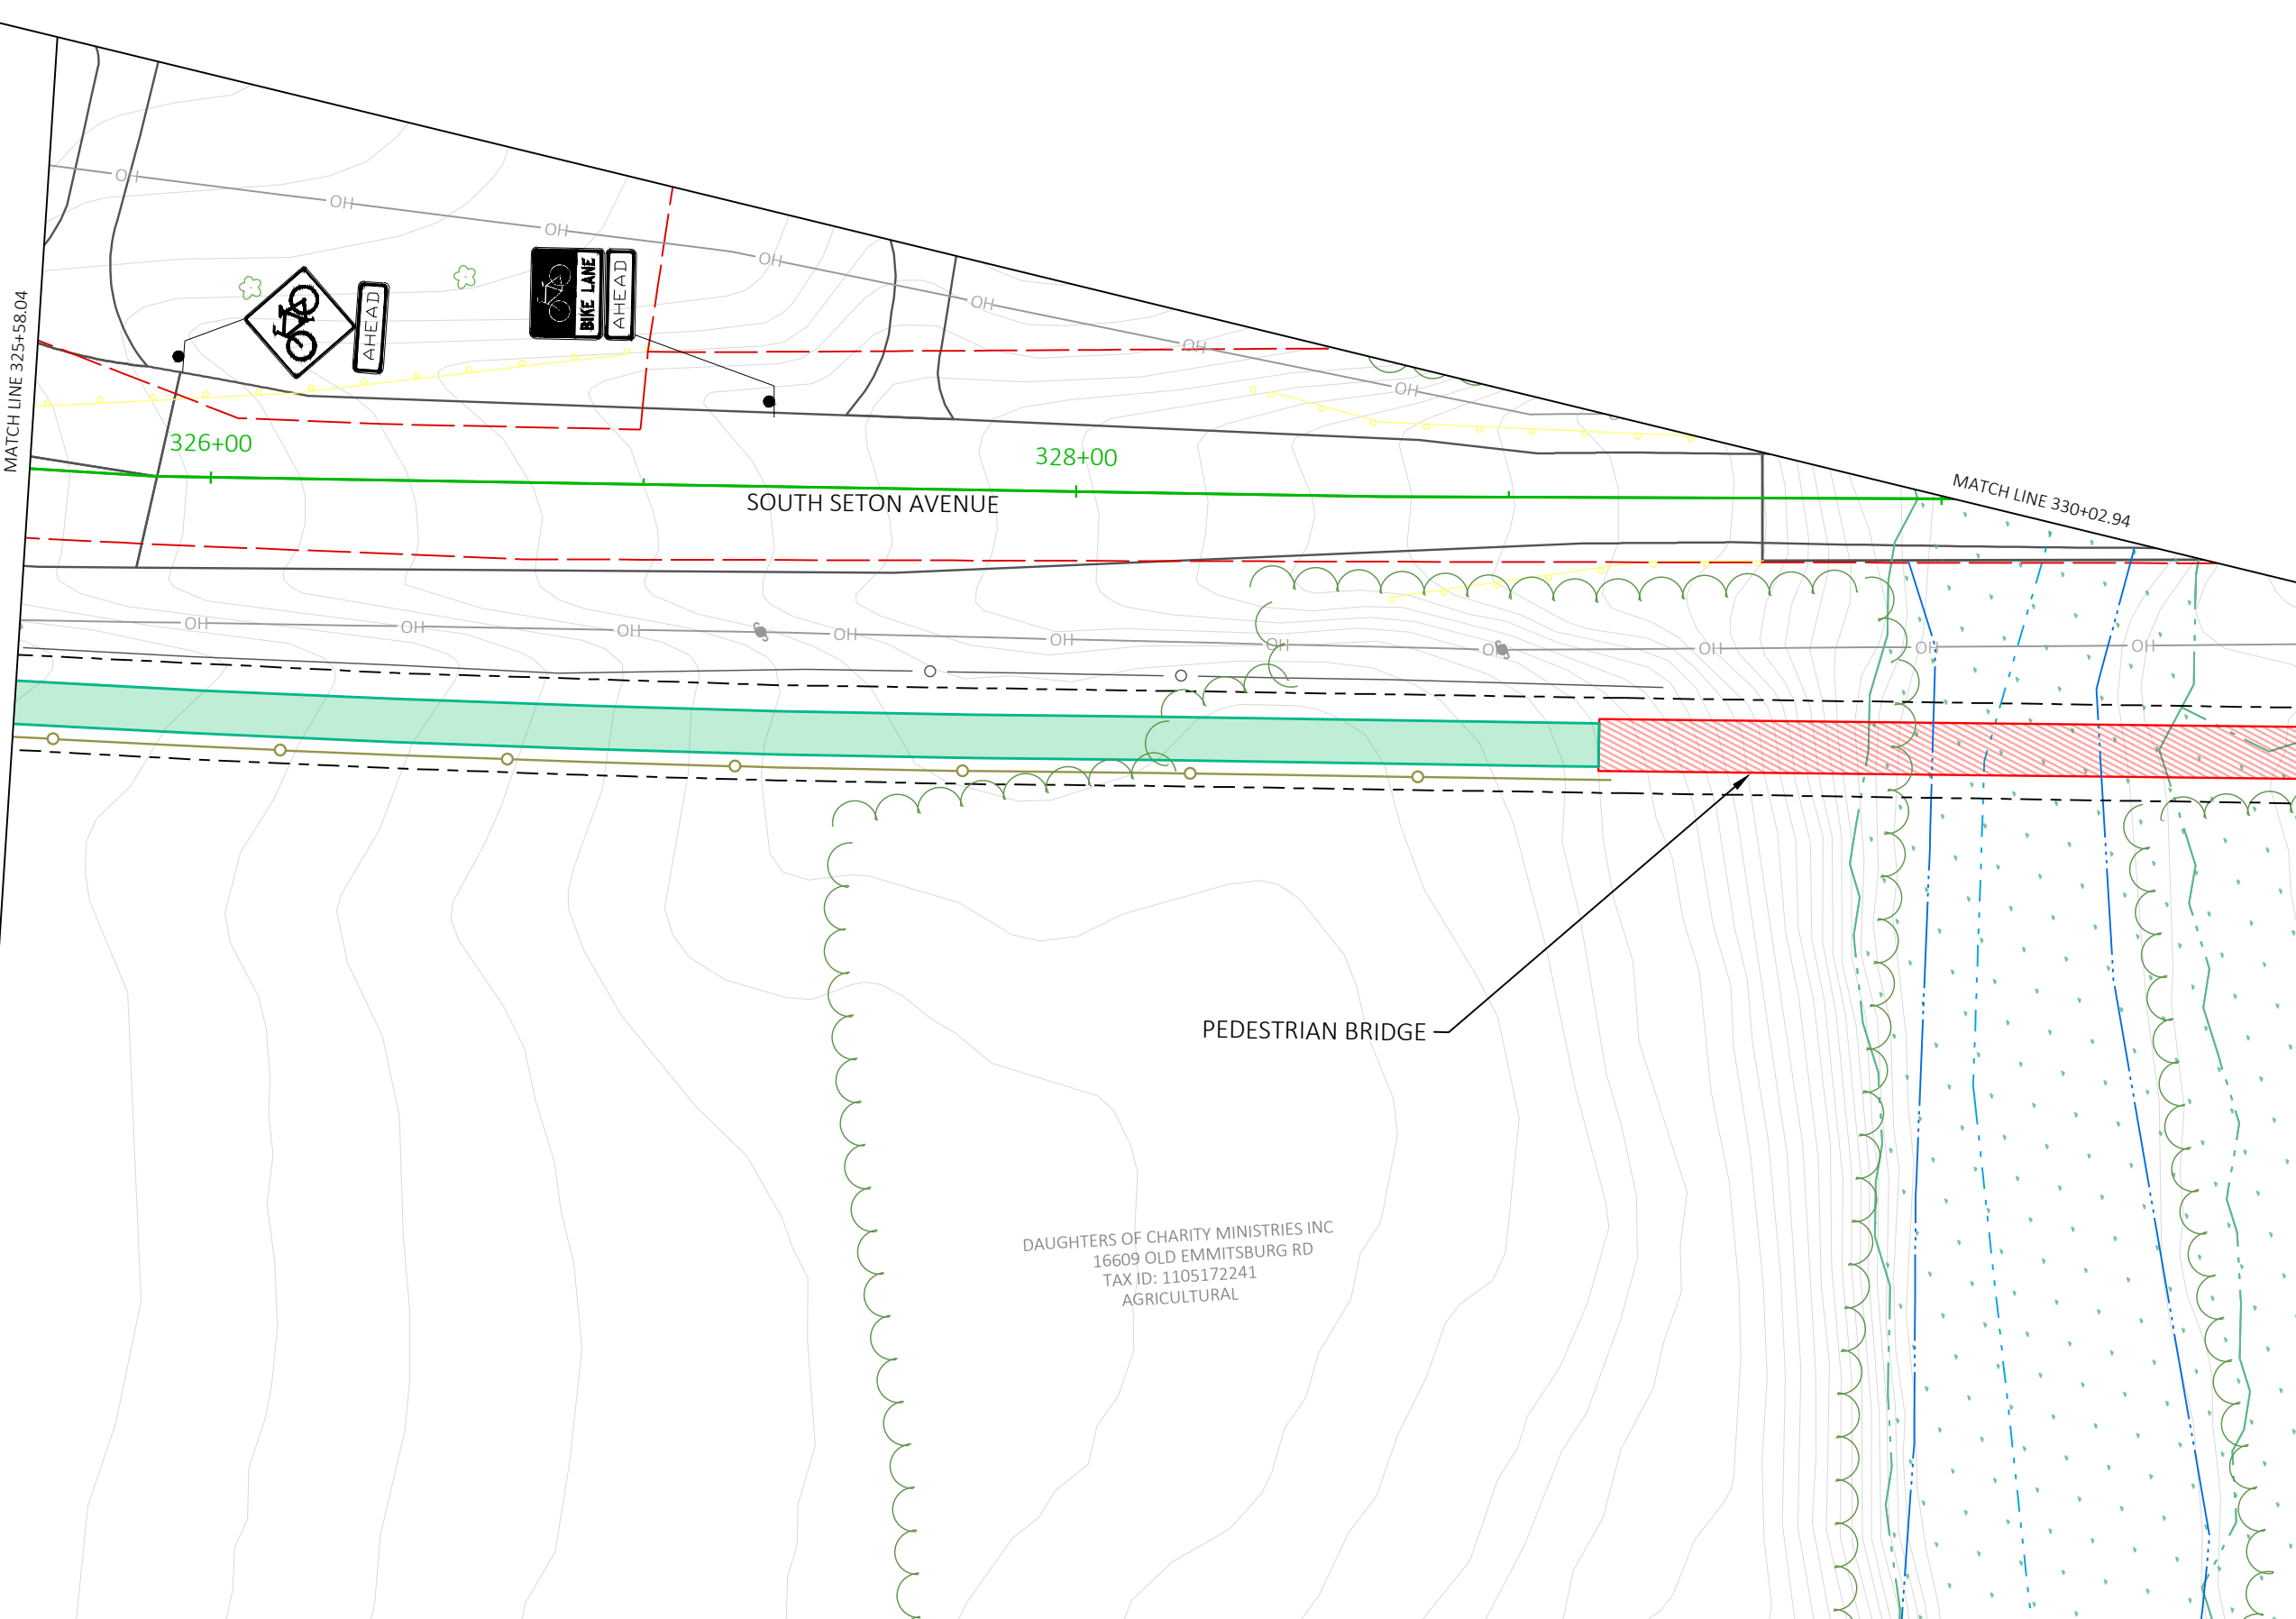 OH
OH
OH
OH
OH
OH
OH
AHEAD
BIKE LANE
AHEAD
MATCH LINE 325+58.04
326+00
328+00
SOUTH SETON AVENUE
MATCH LINE 330+02.94
OH
OH
OH
OH
OH
OH
OH
OH
OH
OH
PEDESTRIAN BRIDGE
DAUGHTERS OF CHARITY MINISTRIES INC
16609 OLD EMMITSBURG RD
TAX ID: 1105172241
AGRICULTURAL